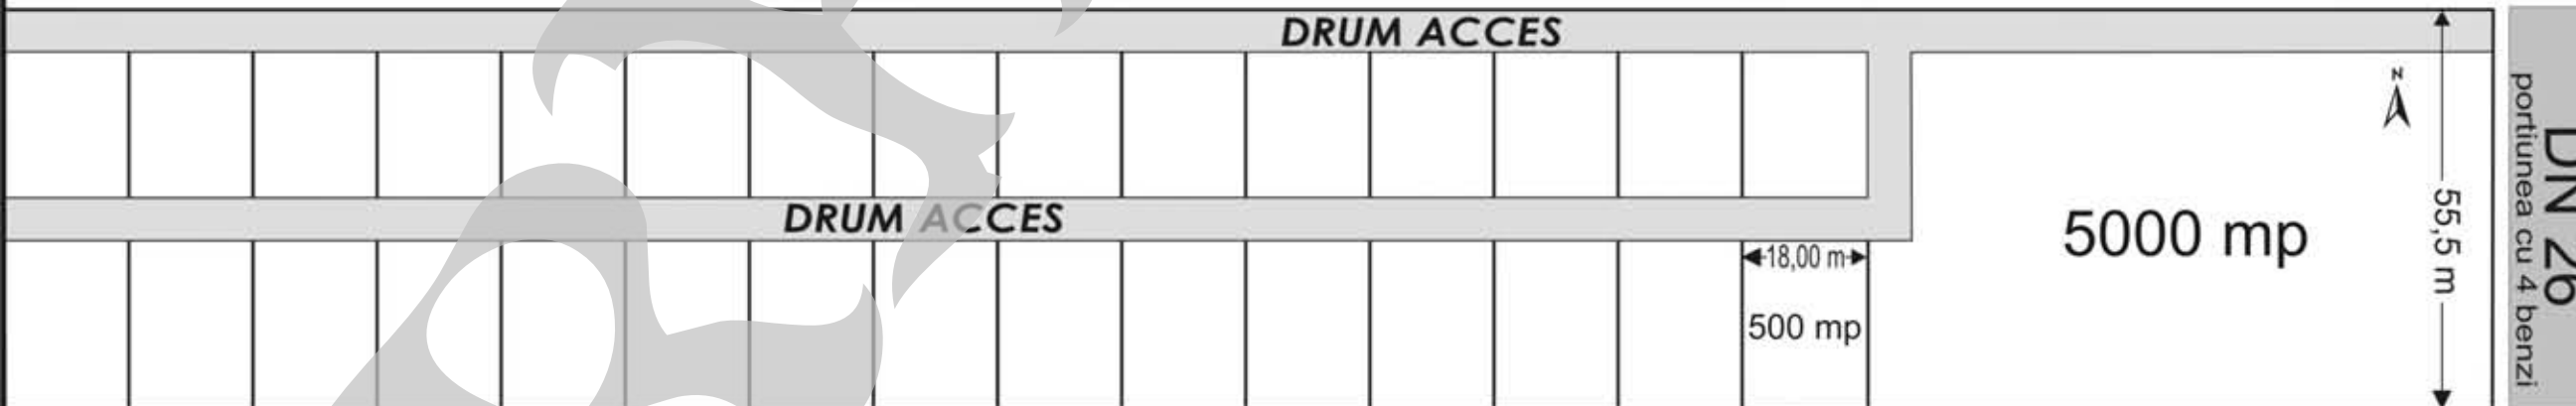 DRUM ACCES
N
DRUM ACCES
18,00 m
500 mp
5000 mp
55,5 m
DN 26
portiunea cu 4 benzi